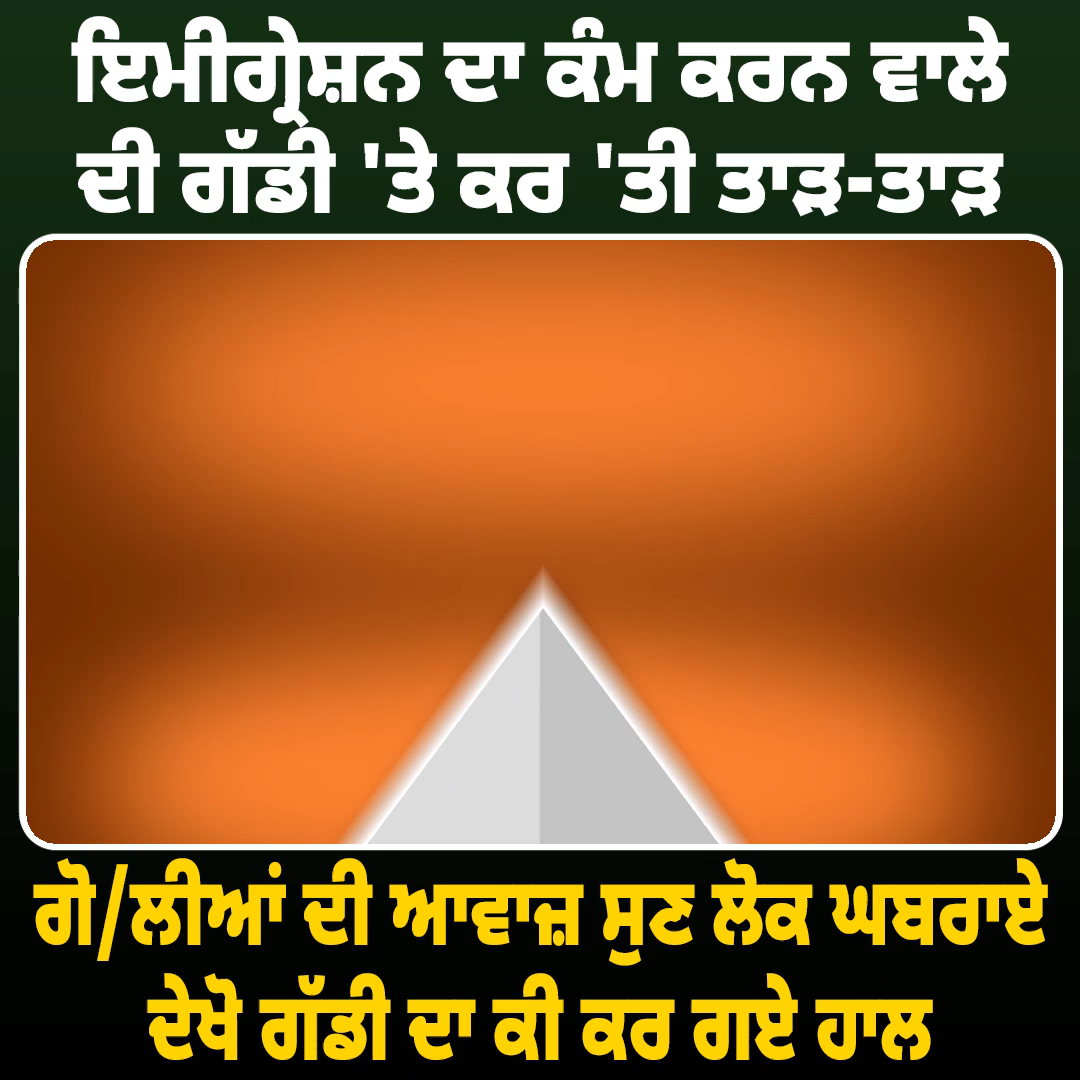 ਇਮੀਗ੍ਰੇਸ਼ਨ ਦਾ ਕੰਮ ਕਰਨ ਵਾਲੇ
ਦੀ ਗੱਡੀ 'ਤੇ ਕਰ 'ਤੀ ਤਾੜ-ਤਾੜ
ਗੋ/ਲੀਆਂ ਦੀ ਆਵਾਜ਼ ਸੁਣ ਲੋਕ ਘਬਰਾਏ
ਦੇਖੋ ਗੱਡੀ ਦਾ ਕੀ ਕਰ ਗਏ ਹਾਲ